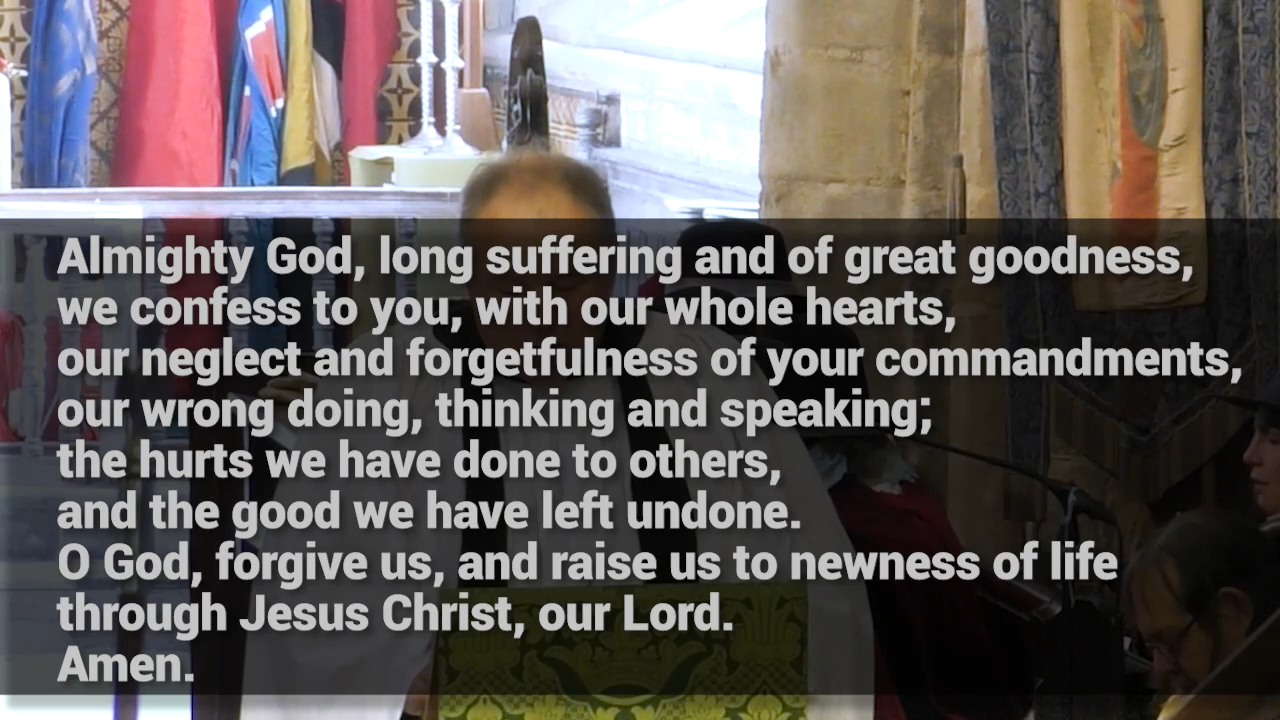 Almighty God, long suffering and of great goodness,
we confess to you, with our whole hearts,
our neglect and forgetfulness of your commandments,
our wrong doing, thinking and speaking;
the hurts we have done to others,
and the good we have left undone.
O God, forgive us, and raise us to newness of life
through Jesus Christ, our Lord.
Amen.